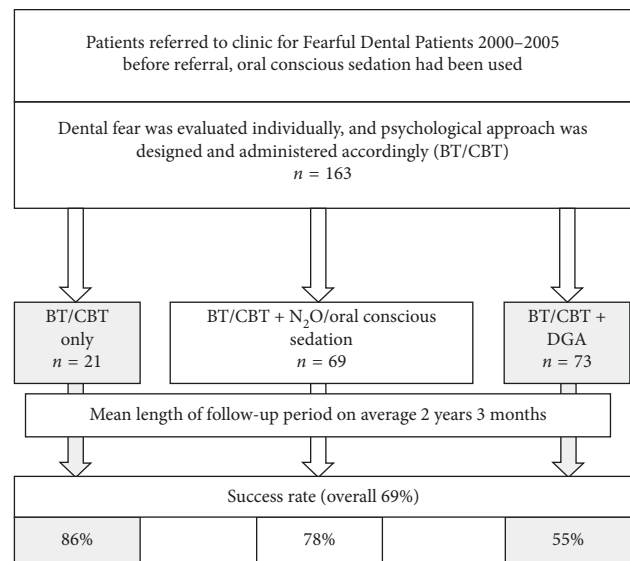 Patients referred to clinic for Fearful Dental Patients 2000–2005
before referral, oral conscious sedation had been used
Dental fear was evaluated individually, and psychological approach was
designed and administered accordingly (BT/CBT)
n = 163
BT/CBT
only
n = 21
BT/CBT + N₂O/oral conscious
sedation
n = 69
BT/CBT +
DGA
n = 73
Mean length of follow-up period on average 2 years 3 months
Success rate (overall 69%)
86%
78%
55%